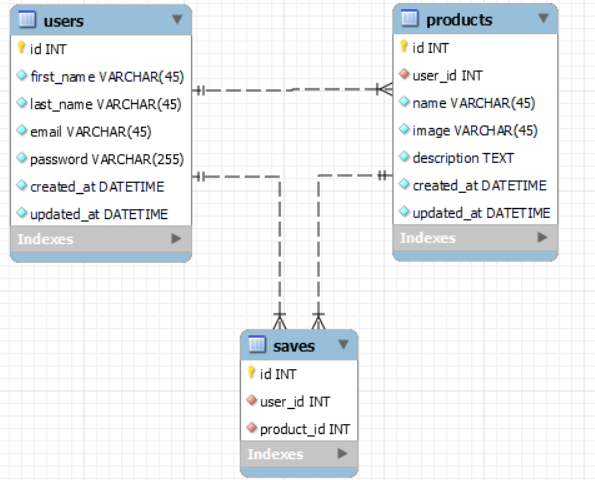 users
id INT
first_name VARCHAR(45)
last_name VARCHAR(45)
email VARCHAR(45)
password VARCHAR(255)
created_at DATETIME
updated_at DATETIME
Indexes
products
id INT
user_id INT
name VARCHAR(45)
image VARCHAR(45)
description TEXT
created_at DATETIME
updated_at DATETIME
Indexes
saves
id INT
user_id INT
product_id INT
Indexes